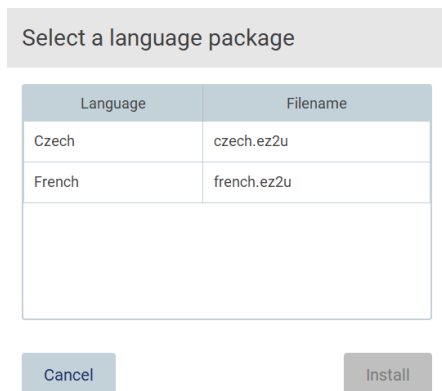 Select a language package
Language Filename
Czech czech.ez2u
French french.ez2u
Cancel Install